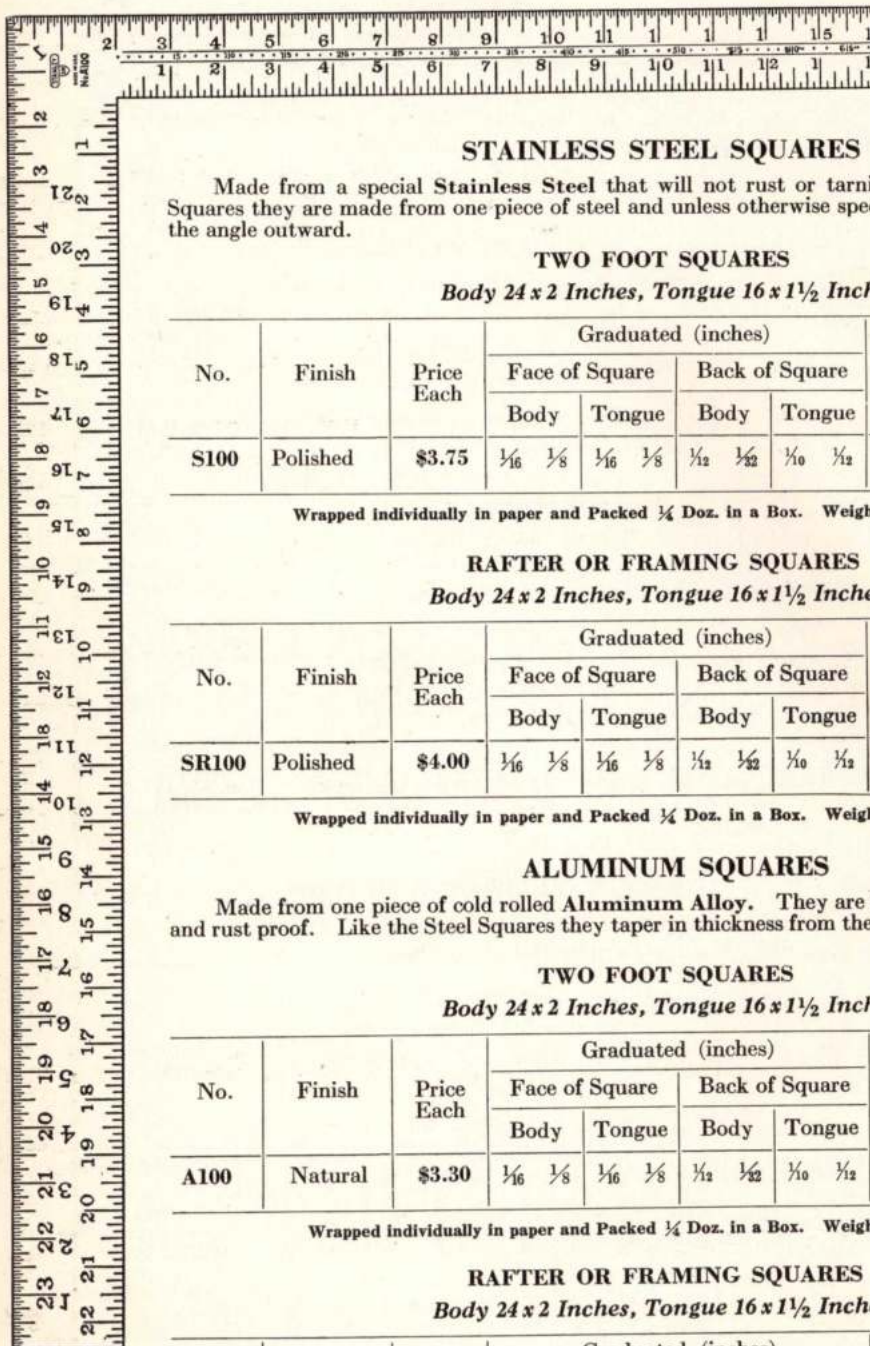 STANLEY
No. A100
STAINLESS STEEL SQUARES
Made from a special Stainless Steel that will not rust or tarni
Squares they are made from one piece of steel and unless otherwise spe
the angle outward.
TWO FOOT SQUARES
Body 24 x 2 Inches, Tongue 16 x 1½ Inch
No. Finish Price Each Graduated (inches)
Face of Square Back of Square
Body Tongue Body Tongue
S100 Polished $3.75 1/16 1/8 1/16 1/8 1/12 1/32 1/10 1/12
Wrapped individually in paper and Packed ¼ Doz. in a Box. Weigh
RAFTER OR FRAMING SQUARES
Body 24 x 2 Inches, Tongue 16 x 1½ Inche
No. Finish Price Each Graduated (inches)
Face of Square Back of Square
Body Tongue Body Tongue
SR100 Polished $4.00 1/16 1/8 1/16 1/8 1/12 1/32 1/10 1/12
Wrapped individually in paper and Packed ¼ Doz. in a Box. Weigh
ALUMINUM SQUARES
Made from one piece of cold rolled Aluminum Alloy. They are
and rust proof. Like the Steel Squares they taper in thickness from the
TWO FOOT SQUARES
Body 24 x 2 Inches, Tongue 16 x 1½ Inch
No. Finish Price Each Graduated (inches)
Face of Square Back of Square
Body Tongue Body Tongue
A100 Natural $3.30 1/16 1/8 1/16 1/8 1/12 1/32 1/10 1/12
Wrapped individually in paper and Packed ¼ Doz. in a Box. Weigh
RAFTER OR FRAMING SQUARES
Body 24 x 2 Inches, Tongue 16 x 1½ Inch
Graduated (inches)